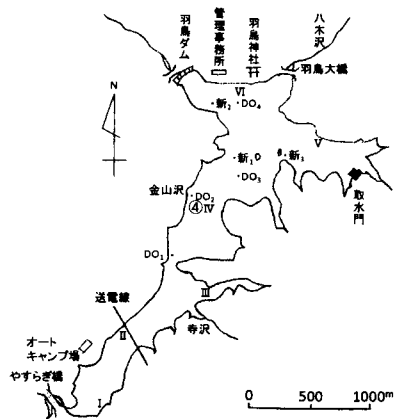 羽鳥ダム
管理事務所
羽鳥神社
八木沢
羽鳥大橋
N
VI
・新₂
・DO₄
V
・新₁
・DO₃
取水門
金山沢
・DO₂
④IV
DO₁・
送電線
III
II
寺沢
オート
キャンプ場
やすらぎ橋
I
0 500 1000m